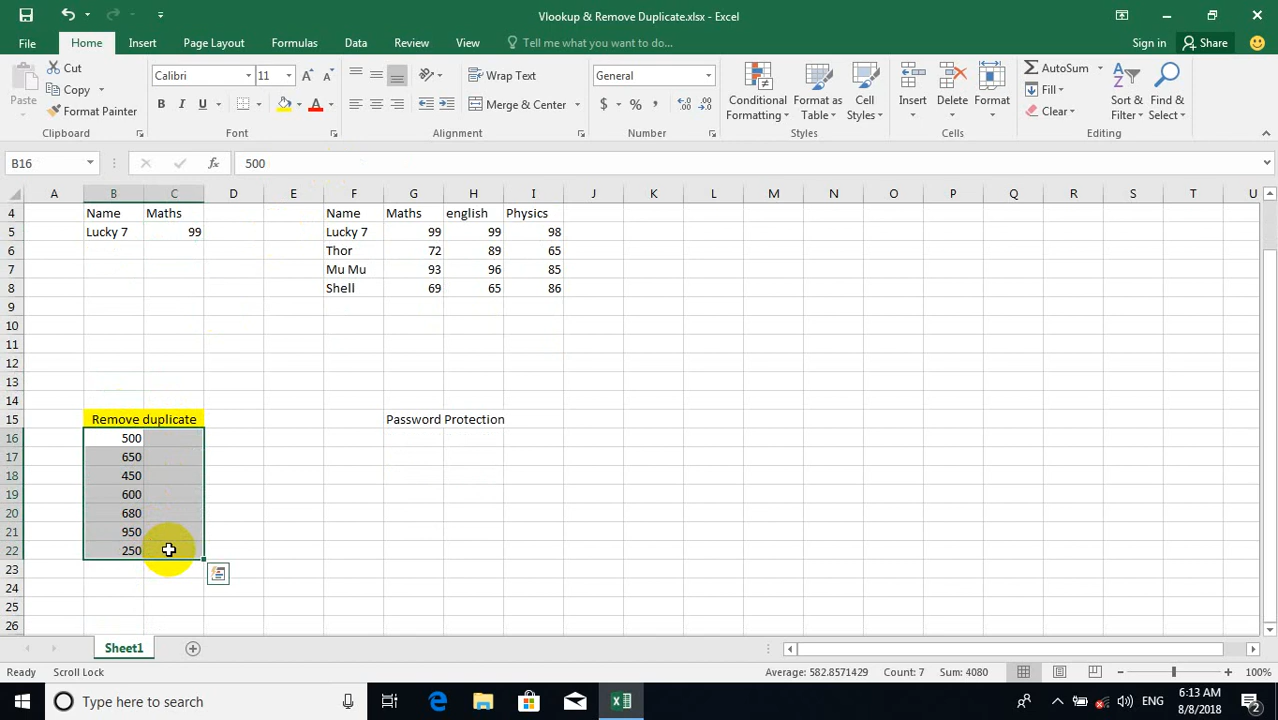 Vlookup & Remove Duplicate.xlsx - Excel
File Home Insert Page Layout Formulas Data Review View Tell me what you want to do... Sign in Share
Paste
Cut
Copy
Format Painter
Clipboard
Calibri 11
B I U
Font
Wrap Text
Merge & Center
Alignment
General
$ % ,
Number
Conditional Formatting
Format as Table
Cell Styles
Styles
Insert
Delete
Format
Cells
AutoSum
Fill
Clear
Sort & Filter
Find & Select
Editing
B16 fx 500
A B C D E F G H I J K L M N O P Q R S T U
4 Name Maths Name Maths english Physics
5 Lucky 7 99 Lucky 7 99 99 98
6 Thor 72 89 65
7 Mu Mu 93 96 85
8 Shell 69 65 86
9
10
11
12
13
14
15 Remove duplicate Password Protection
16 500
17 650
18 450
19 600
20 680
21 950
22 250
23
24
25
26
Sheet1
Ready Scroll Lock Average: 582.8571429 Count: 7 Sum: 4080 100%
Type here to search ENG 6:13 AM
8/8/2018 2